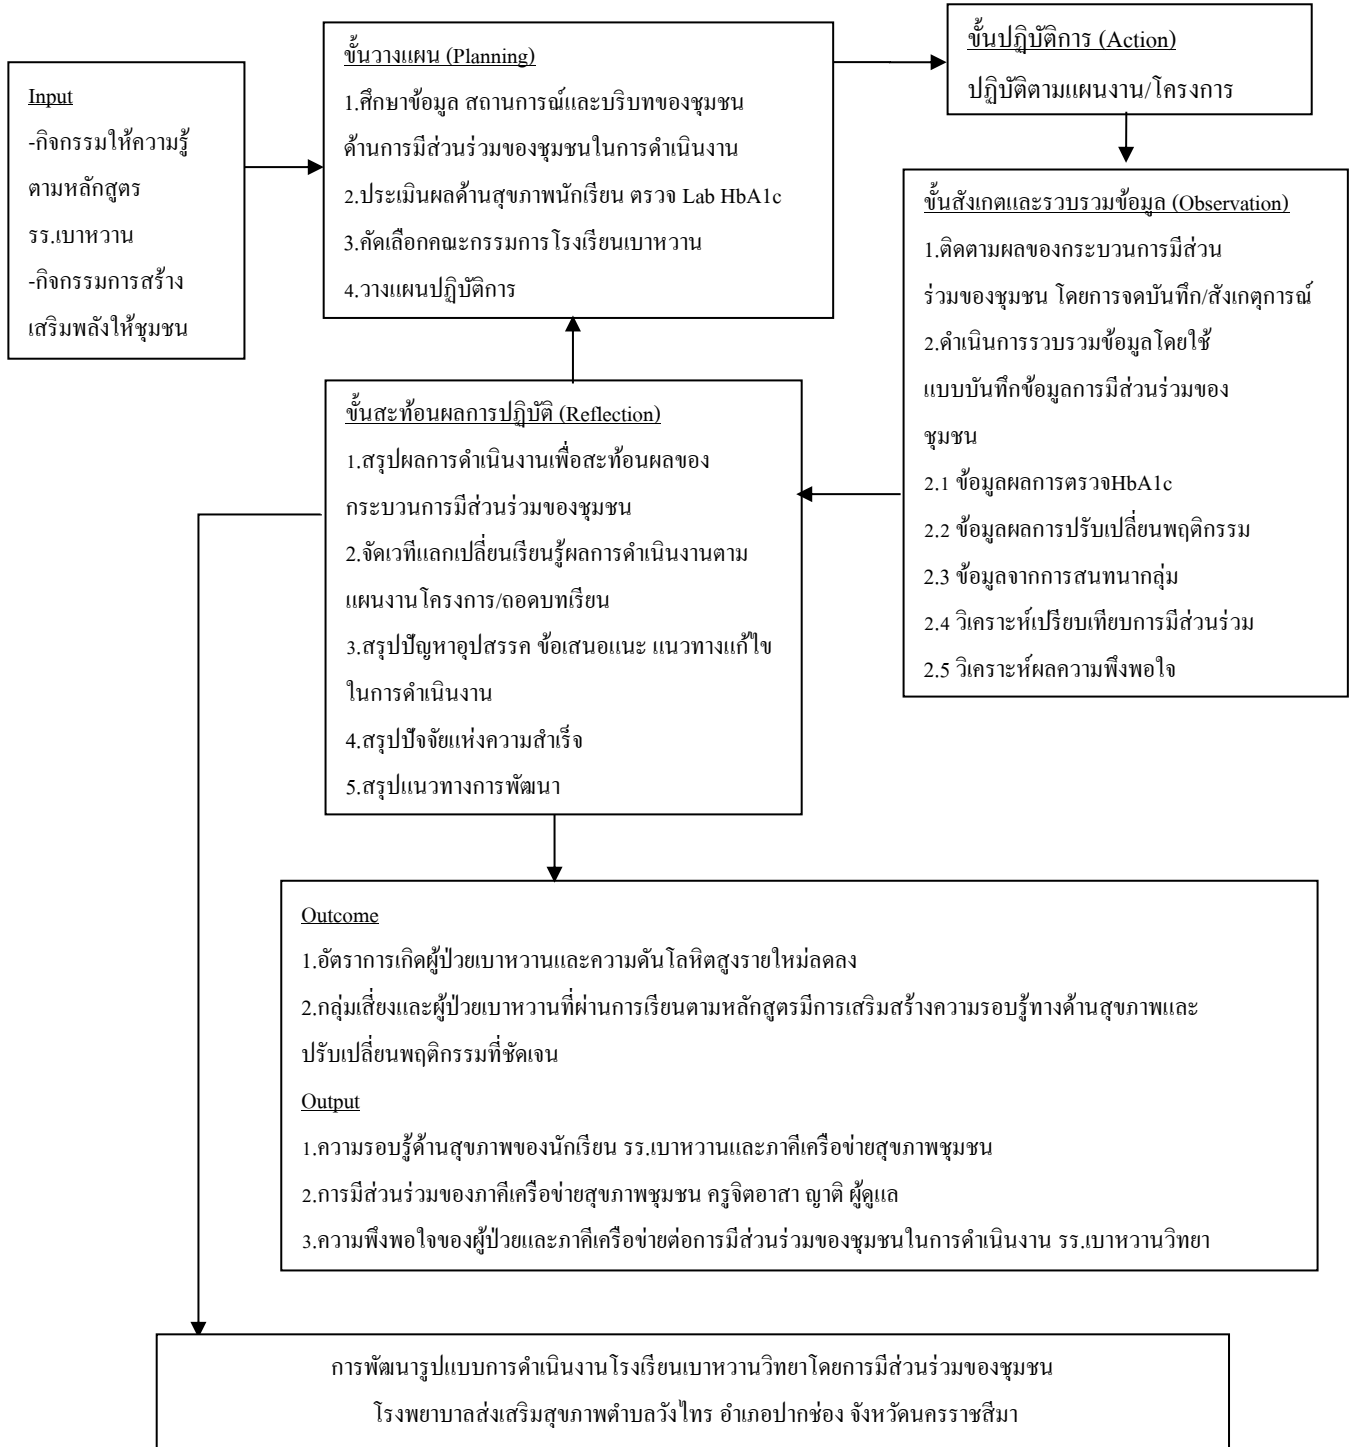 Input
-กิจกรรมให้ความรู้
ตามหลักสูตร
รร.เบาหวาน
-กิจกรรมการสร้าง
เสริมพลังให้ชุมชน
ขั้นวางแผน (Planning)
1.ศึกษาข้อมูล สถานการณ์และบริบทของชุมชน
ด้านการมีส่วนร่วมของชุมชนในการดำเนินงาน
2.ประเมินผลด้านสุขภาพนักเรียน ตรวจ Lab HbA1c
3.คัดเลือกคณะกรรมการโรงเรียนเบาหวาน
4.วางแผนปฏิบัติการ
ขั้นปฏิบัติการ (Action)
ปฏิบัติตามแผนงาน/โครงการ
ขั้นสังเกตและรวบรวมข้อมูล (Observation)
1.ติดตามผลของกระบวนการมีส่วน
ร่วมของชุมชน โดยการจดบันทึก/สังเกตุการณ์
2.ดำเนินการรวบรวมข้อมูลโดยใช้
แบบบันทึกข้อมูลการมีส่วนร่วมของ
ชุมชน
2.1 ข้อมูลผลการตรวจHbA1c
2.2 ข้อมูลผลการปรับเปลี่ยนพฤติกรรม
2.3 ข้อมูลจากการสนทนากลุ่ม
2.4 วิเคราะห์เปรียบเทียบการมีส่วนร่วม
2.5 วิเคราะห์ผลความพึงพอใจ
ขั้นสะท้อนผลการปฏิบัติ (Reflection)
1.สรุปผลการดำเนินงานเพื่อสะท้อนผลของ
กระบวนการมีส่วนร่วมของชุมชน
2.จัดเวทีแลกเปลี่ยนเรียนรู้ผลการดำเนินงานตาม
แผนงานโครงการ/ถอดบทเรียน
3.สรุปปัญหาอุปสรรค ข้อเสนอแนะ แนวทางแก้ไข
ในการดำเนินงาน
4.สรุปปัจจัยแห่งความสำเร็จ
5.สรุปแนวทางการพัฒนา
Outcome
1.อัตราการเกิดผู้ป่วยเบาหวานและความดันโลหิตสูงรายใหม่ลดลง
2.กลุ่มเสี่ยงและผู้ป่วยเบาหวานที่ผ่านการเรียนตามหลักสูตรมีการเสริมสร้างความรอบรู้ทางด้านสุขภาพและ
ปรับเปลี่ยนพฤติกรรมที่ชัดเจน
Output
1.ความรอบรู้ด้านสุขภาพของนักเรียน รร.เบาหวานและภาคีเครือข่ายสุขภาพชุมชน
2.การมีส่วนร่วมของภาคีเครือข่ายสุขภาพชุมชน ครูจิตอาสา ญาติ ผู้ดูแล
3.ความพึงพอใจของผู้ป่วยและภาคีเครือข่ายต่อการมีส่วนร่วมของชุมชนในการดำเนินงาน รร.เบาหวานวิทยา
การพัฒนารูปแบบการดำเนินงานโรงเรียนเบาหวานวิทยาโดยการมีส่วนร่วมของชุมชน
โรงพยาบาลส่งเสริมสุขภาพตำบลวังไทร อำเภอปากช่อง จังหวัดนครราชสีมา